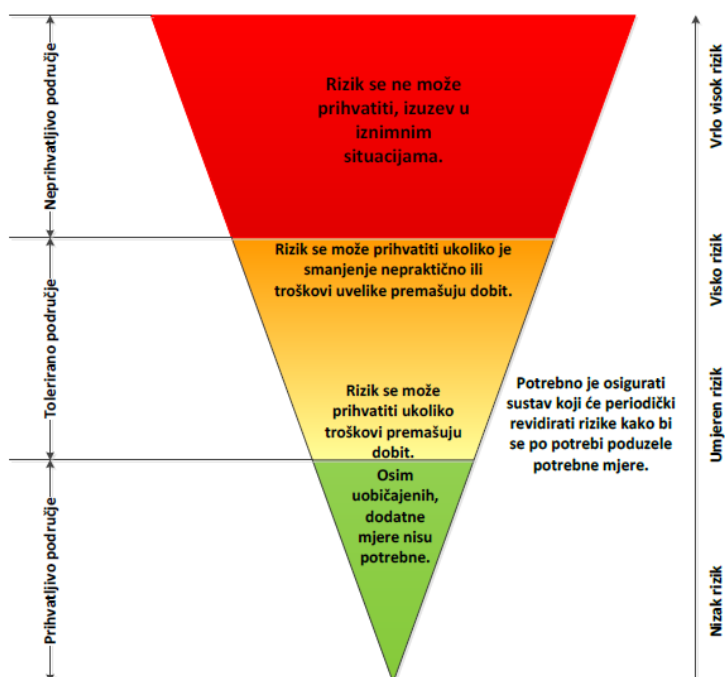 Neprihvatljivo područje
Tolerirano područje
Prihvatljivo područje
Rizik se ne može
prihvatiti, izuzev u
iznimnim
situacijama.
Rizik se može prihvatiti ukoliko je
smanjenje nepraktično ili
troškovi uvelike premašuju dobit.
Rizik se može
prihvatiti ukoliko
troškovi premašuju
dobit.
Osim
uobičajenih,
dodatne
mjere nisu
potrebne.
Potrebno je osigurati
sustav koji će periodički
revidirati rizike kako bi
se po potrebi poduzele
potrebne mjere.
Vrlo visok rizik
Visko rizik
Umjeren rizik
Nizak rizik